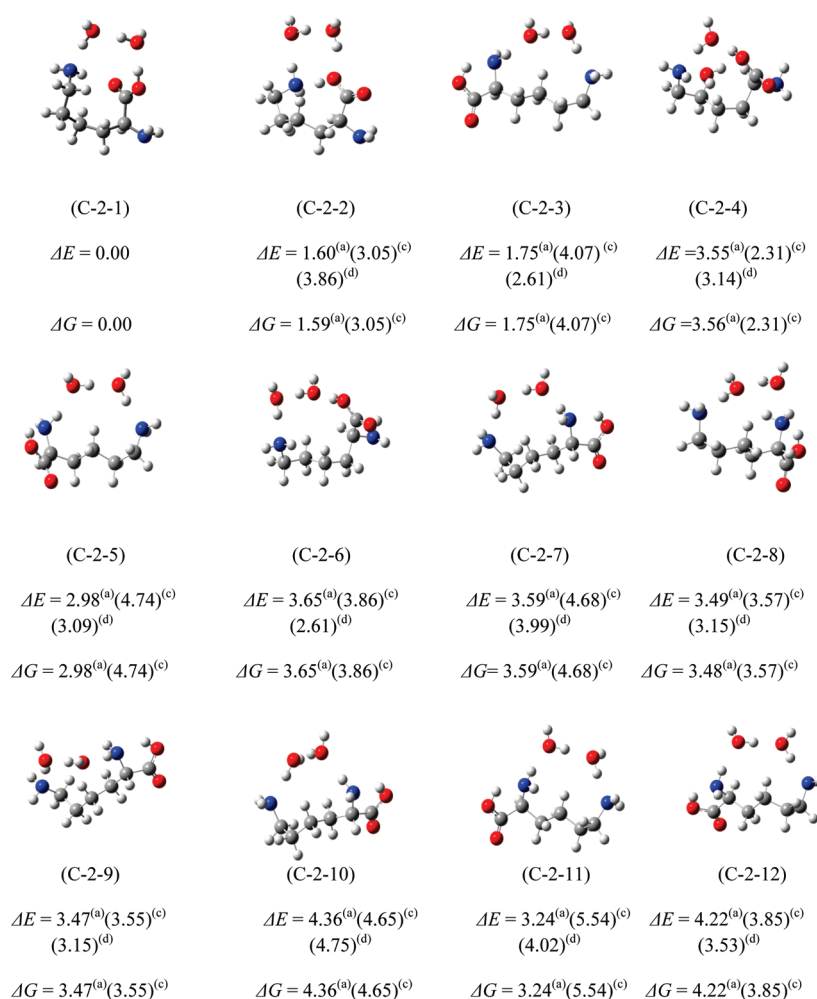 (C-2-1) (C-2-2) (C-2-3) (C-2-4)
ΔE = 0.00 ΔE = 1.60(a)(3.05)(c) ΔE = 1.75(a)(4.07)(c) ΔE =3.55(a)(2.31)(c)
(3.86)(d) (2.61)(d) (3.14)(d)
ΔG = 0.00 ΔG = 1.59(a)(3.05)(c) ΔG = 1.75(a)(4.07)(c) ΔG =3.56(a)(2.31)(c)
(C-2-5) (C-2-6) (C-2-7) (C-2-8)
ΔE = 2.98(a)(4.74)(c) ΔE = 3.65(a)(3.86)(c) ΔE = 3.59(a)(4.68)(c) ΔE = 3.49(a)(3.57)(c)
(3.09)(d) (2.61)(d) (3.99)(d) (3.15)(d)
ΔG = 2.98(a)(4.74)(c) ΔG = 3.65(a)(3.86)(c) ΔG= 3.59(a)(4.68)(c) ΔG = 3.48(a)(3.57)(c)
(C-2-9) (C-2-10) (C-2-11) (C-2-12)
ΔE = 3.47(a)(3.55)(c) ΔE = 4.36(a)(4.65)(c) ΔE = 3.24(a)(5.54)(c) ΔE = 4.22(a)(3.85)(c)
(3.15)(d) (4.75)(d) (4.02)(d) (3.53)(d)
ΔG = 3.47(a)(3.55)(c) ΔG = 4.36(a)(4.65)(c) ΔG = 3.24(a)(5.54)(c) ΔG = 4.22(a)(3.85)(c)